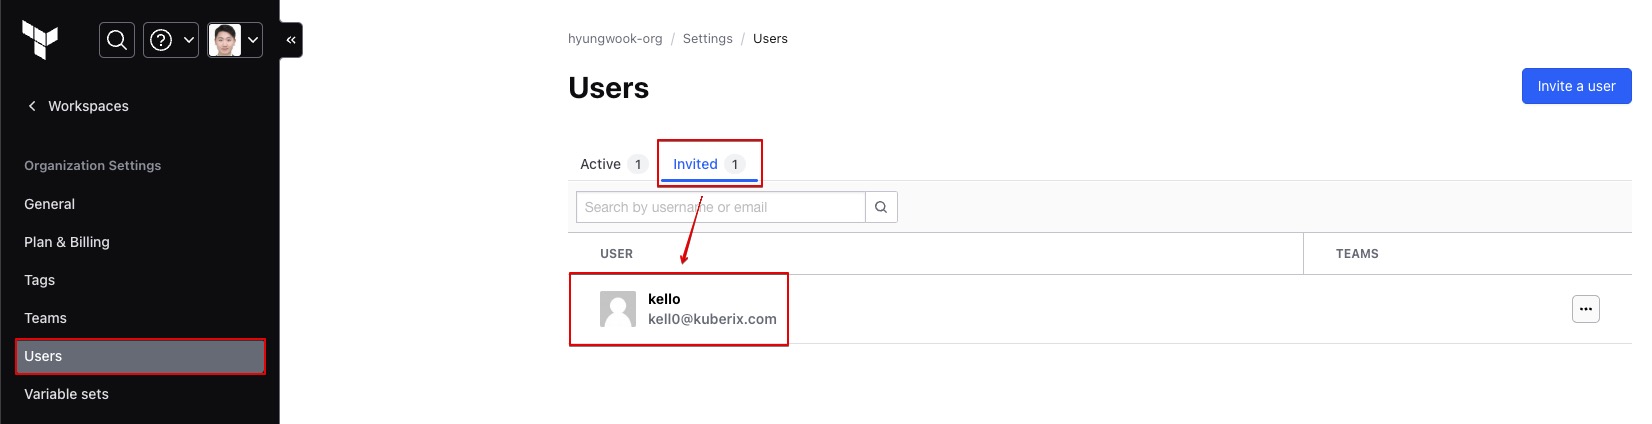 «
Workspaces
Organization Settings
General
Plan & Billing
Tags
Teams
Users
Variable sets
hyungwook-org / Settings / Users
Users
Invite a user
Active 1 Invited 1
Search by username or email
USER TEAMS
kello
kell0@kuberix.com